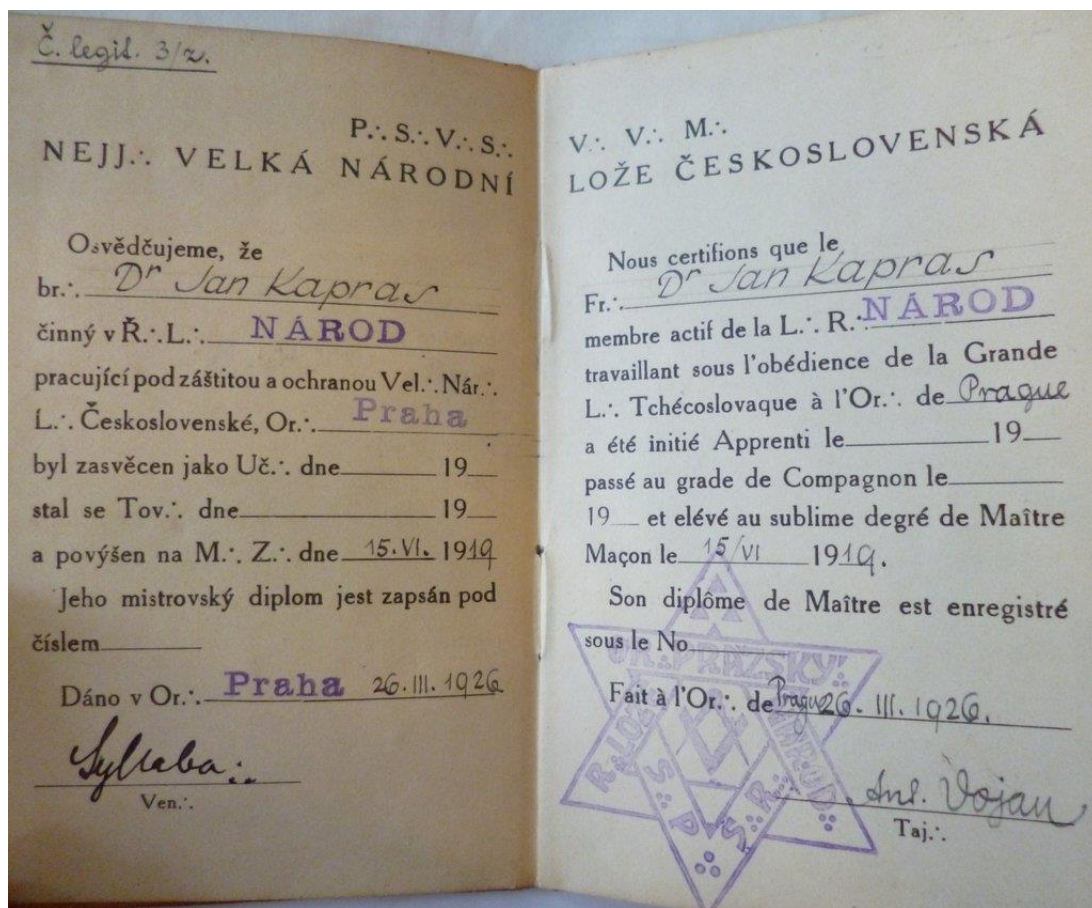 Č. legit. 3/z.
P∴ S∴ V∴ S∴
NEJJ∴ VELKÁ NÁRODNÍ
Osvědčujeme, že
br∴ Dr Jan Kapras
činný v Ř∴ L∴ NÁROD
pracující pod záštitou a ochranou Vel∴ Nár∴
L∴ Československé, Or∴ Praha
byl zasvěcen jako Uč∴ dne 19
stal se Tov∴ dne 19
a povýšen na M∴ Z∴ dne 15. VI. 1919
Jeho mistrovský diplom jest zapsán pod
číslem
Dáno v Or∴ Praha 26. III. 1926
Syllaba∴
Ven∴
V∴ V∴ M∴
LOŽE ČESKOSLOVENSKÁ
Nous certifions que le
Fr∴ Dr Jan Kapras
membre actif de la L∴ R∴ NÁROD
travaillant sous l'obédience de la Grande
L∴ Tchécoslovaque à l'Or∴ de Prague
a été initié Apprenti le 19
passé au grade de Compagnon le
19 et elévé au sublime degré de Maître
Maçon le 15/VI 1919.
Son diplôme de Maître est enregistré
sous le No
Fait à l'Or∴ de Prague 26. III. 1926.
Ant. Vojan
Taj∴